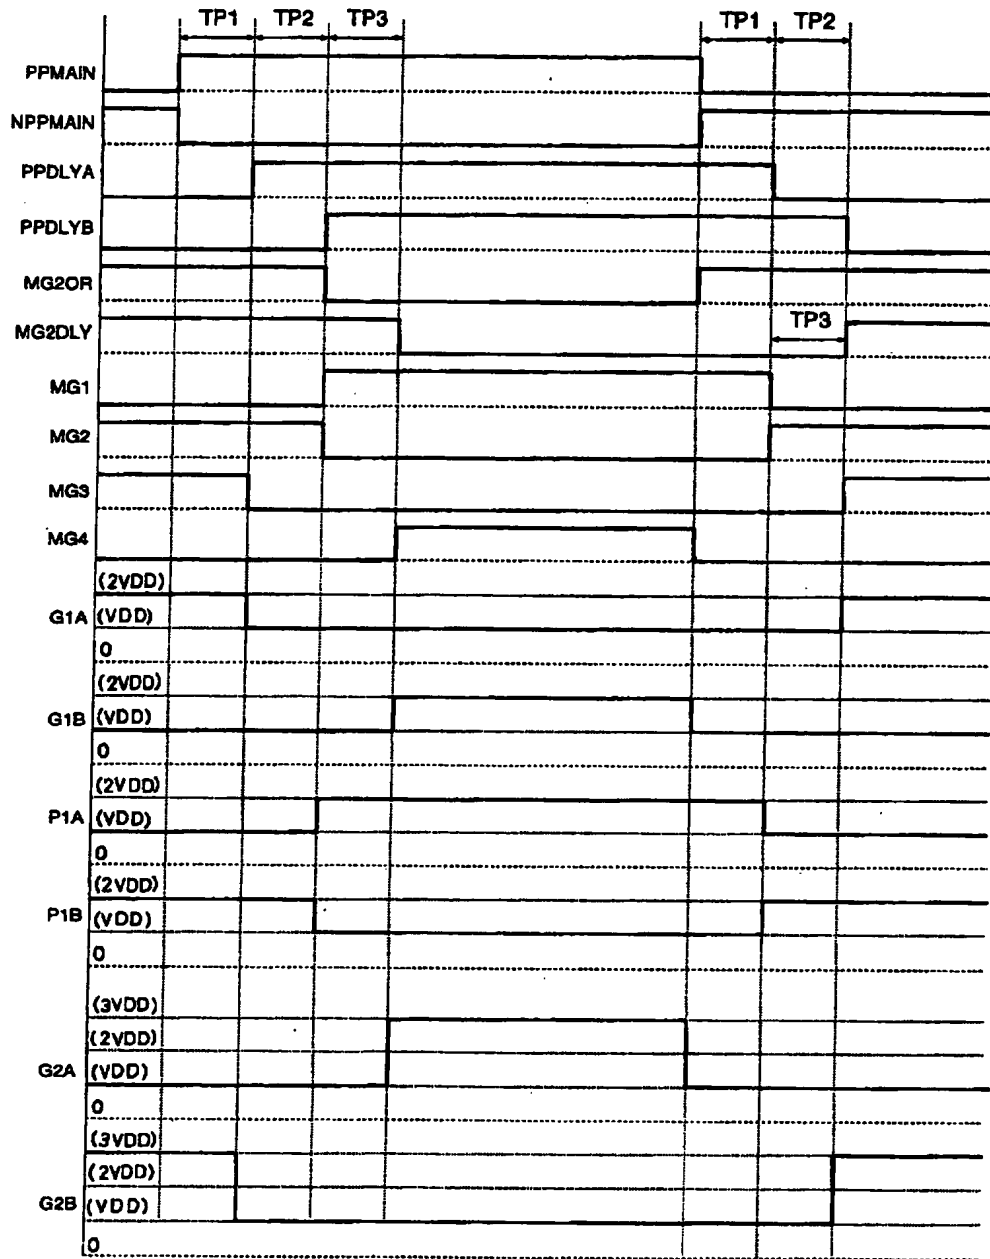 TP1 TP2 TP3 TP1 TP2
PPMAIN
NPPMAIN
PPDLYA
PPDLYB
MG2OR
MG2DLY TP3
MG1
MG2
MG3
MG4
(2VDD)
G1A (VDD)
0
(2VDD)
G1B (VDD)
0
(2VDD)
P1A (VDD)
0
(2VDD)
P1B (VDD)
0
(3VDD)
(2VDD)
G2A (VDD)
0
(3VDD)
(2VDD)
G2B (VDD)
0